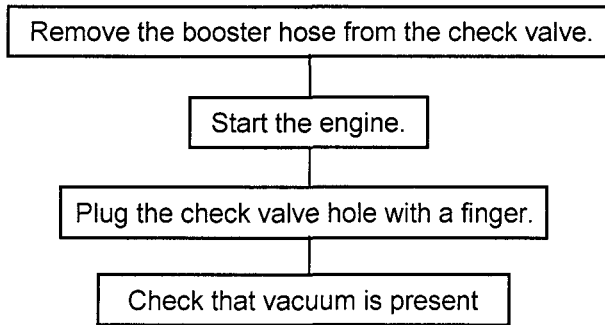 Remove the booster hose from the check valve.
Start the engine.
Plug the check valve hole with a finger.
Check that vacuum is present